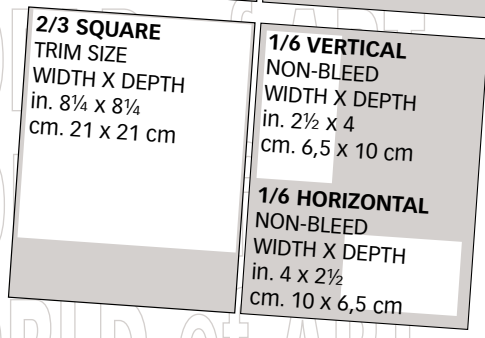 2/3 SQUARE
TRIM SIZE
WIDTH X DEPTH
in. 8¼ x 8¼
cm. 21 x 21 cm
1/6 VERTICAL
NON-BLEED
WIDTH X DEPTH
in. 2½ x 4
cm. 6,5 x 10 cm
1/6 HORIZONTAL
NON-BLEED
WIDTH X DEPTH
in. 4 x 2½
cm. 10 x 6,5 cm